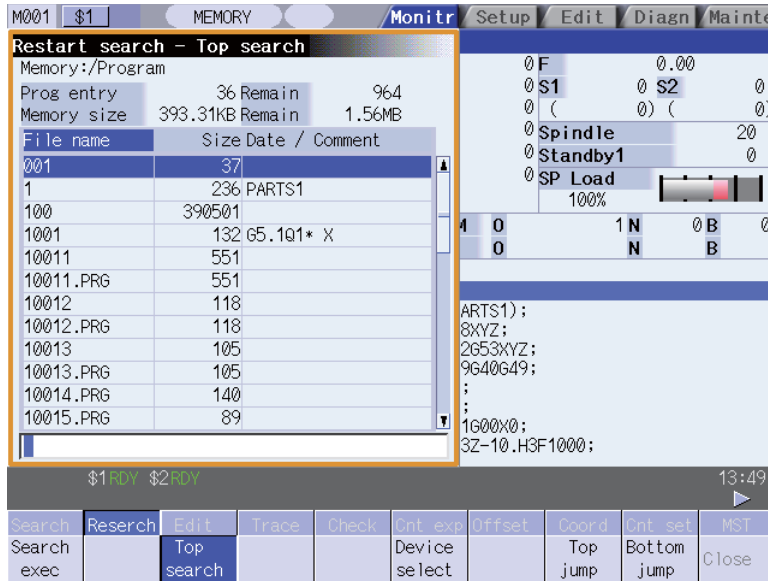 M001 $1 MEMORY Monitr Setup Edit Diagn Mainte
Restart search - Top search
Memory:/Program
Prog entry 36 Remain 964
Memory size 393.31KB Remain 1.56MB
File name Size Date / Comment
001 37
1 236 PARTS1
100 390501
1001 132 G5.1Q1* X
10011 551
10011.PRG 551
10012 118
10012.PRG 118
10013 105
10013.PRG 105
10014.PRG 140
10015.PRG 89
0 F 0.00
0 S1 0 S2 0
0 ( 0) ( 0)
0 Spindle 20
0 Standby1 0
0 SP Load
100%
M O 1 N 0 B 0
O N B
ARTS1);
8XYZ;
2G53XYZ;
9G40G49;
;
;
1G00X0;
3Z-10.H3F1000;
$1 RDY $2 RDY 13:49
Search Reserch Edit Trace Check Cnt exp Offset Coord Cnt set MST
Search exec Top search Device select Top jump Bottom jump Close